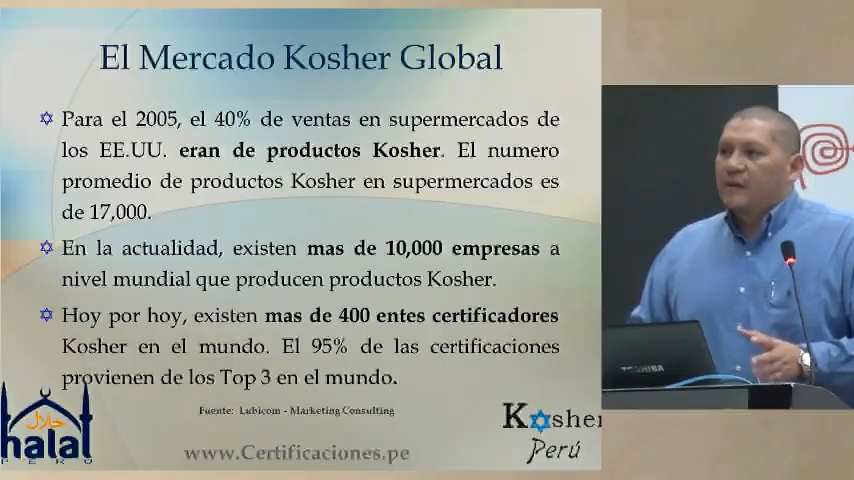 El Mercado Kosher Global
Para el 2005, el 40% de ventas en supermercados de
los EE.UU. eran de productos Kosher. El numero
promedio de productos Kosher en supermercados es
de 17,000.
En la actualidad, existen mas de 10,000 empresas a
nivel mundial que producen productos Kosher.
Hoy por hoy, existen mas de 400 entes certificadores
Kosher en el mundo. El 95% de las certificaciones
provienen de los Top 3 en el mundo.
Fuente: Lubicom - Marketing Consulting
www.Certificaciones.pe
حلال
halal
PERU
Kosher
Perú
TOSHIBA